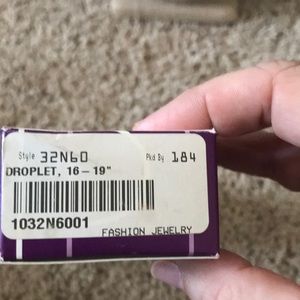 Style 32N60 Pkd By 184
DROPLET, 16 – 19"
1032N6001
FASHION JEWELRY